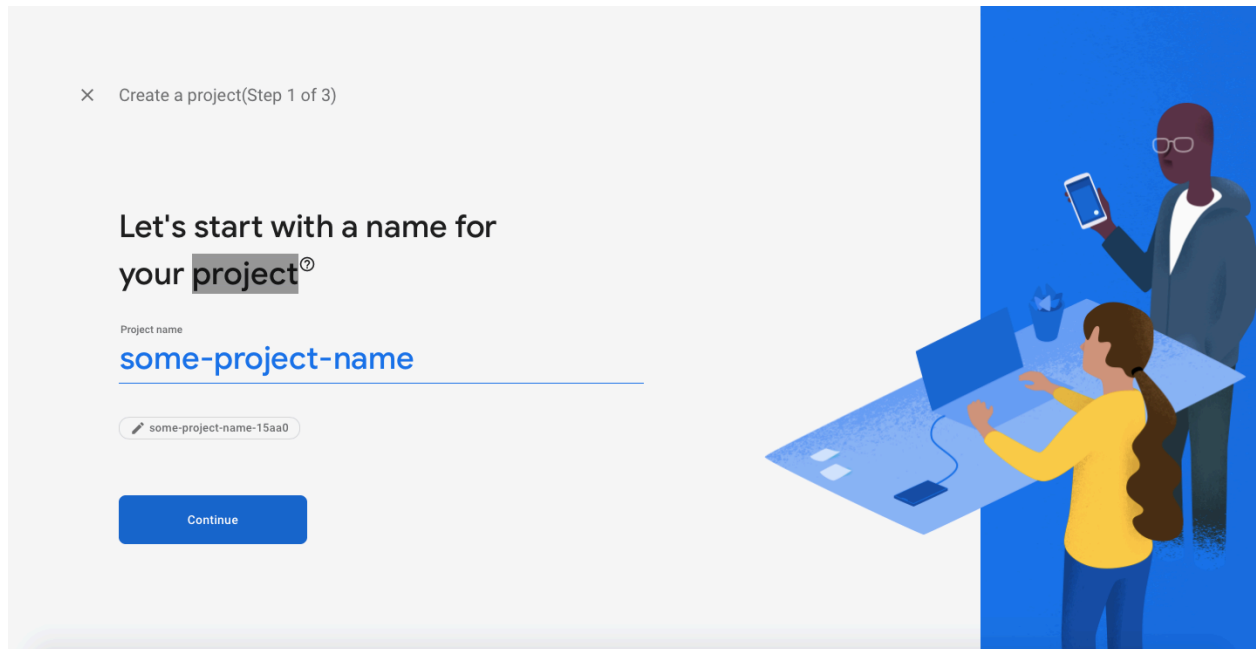 Create a project(Step 1 of 3)
Let's start with a name for
your project
Project name
some-project-name
some-project-name-15aa0
Continue